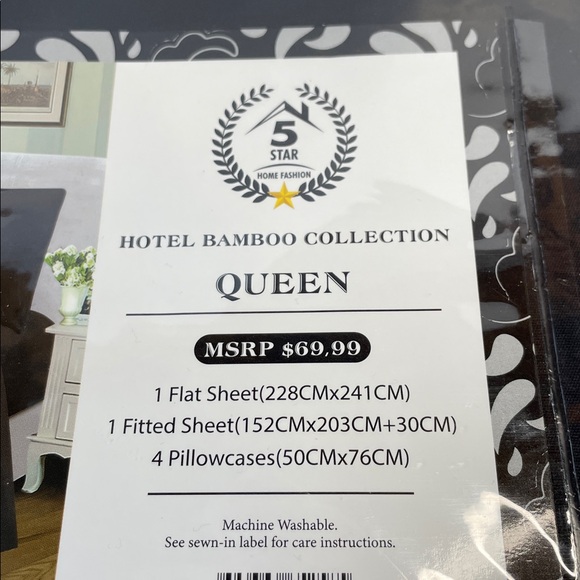 5
STAR
HOME FASHION
HOTEL BAMBOO COLLECTION
QUEEN
MSRP $69.99
1 Flat Sheet(228CMx241CM)
1 Fitted Sheet(152CMx203CM+30CM)
4 Pillowcases(50CMx76CM)
Machine Washable.
See sewn-in label for care instructions.